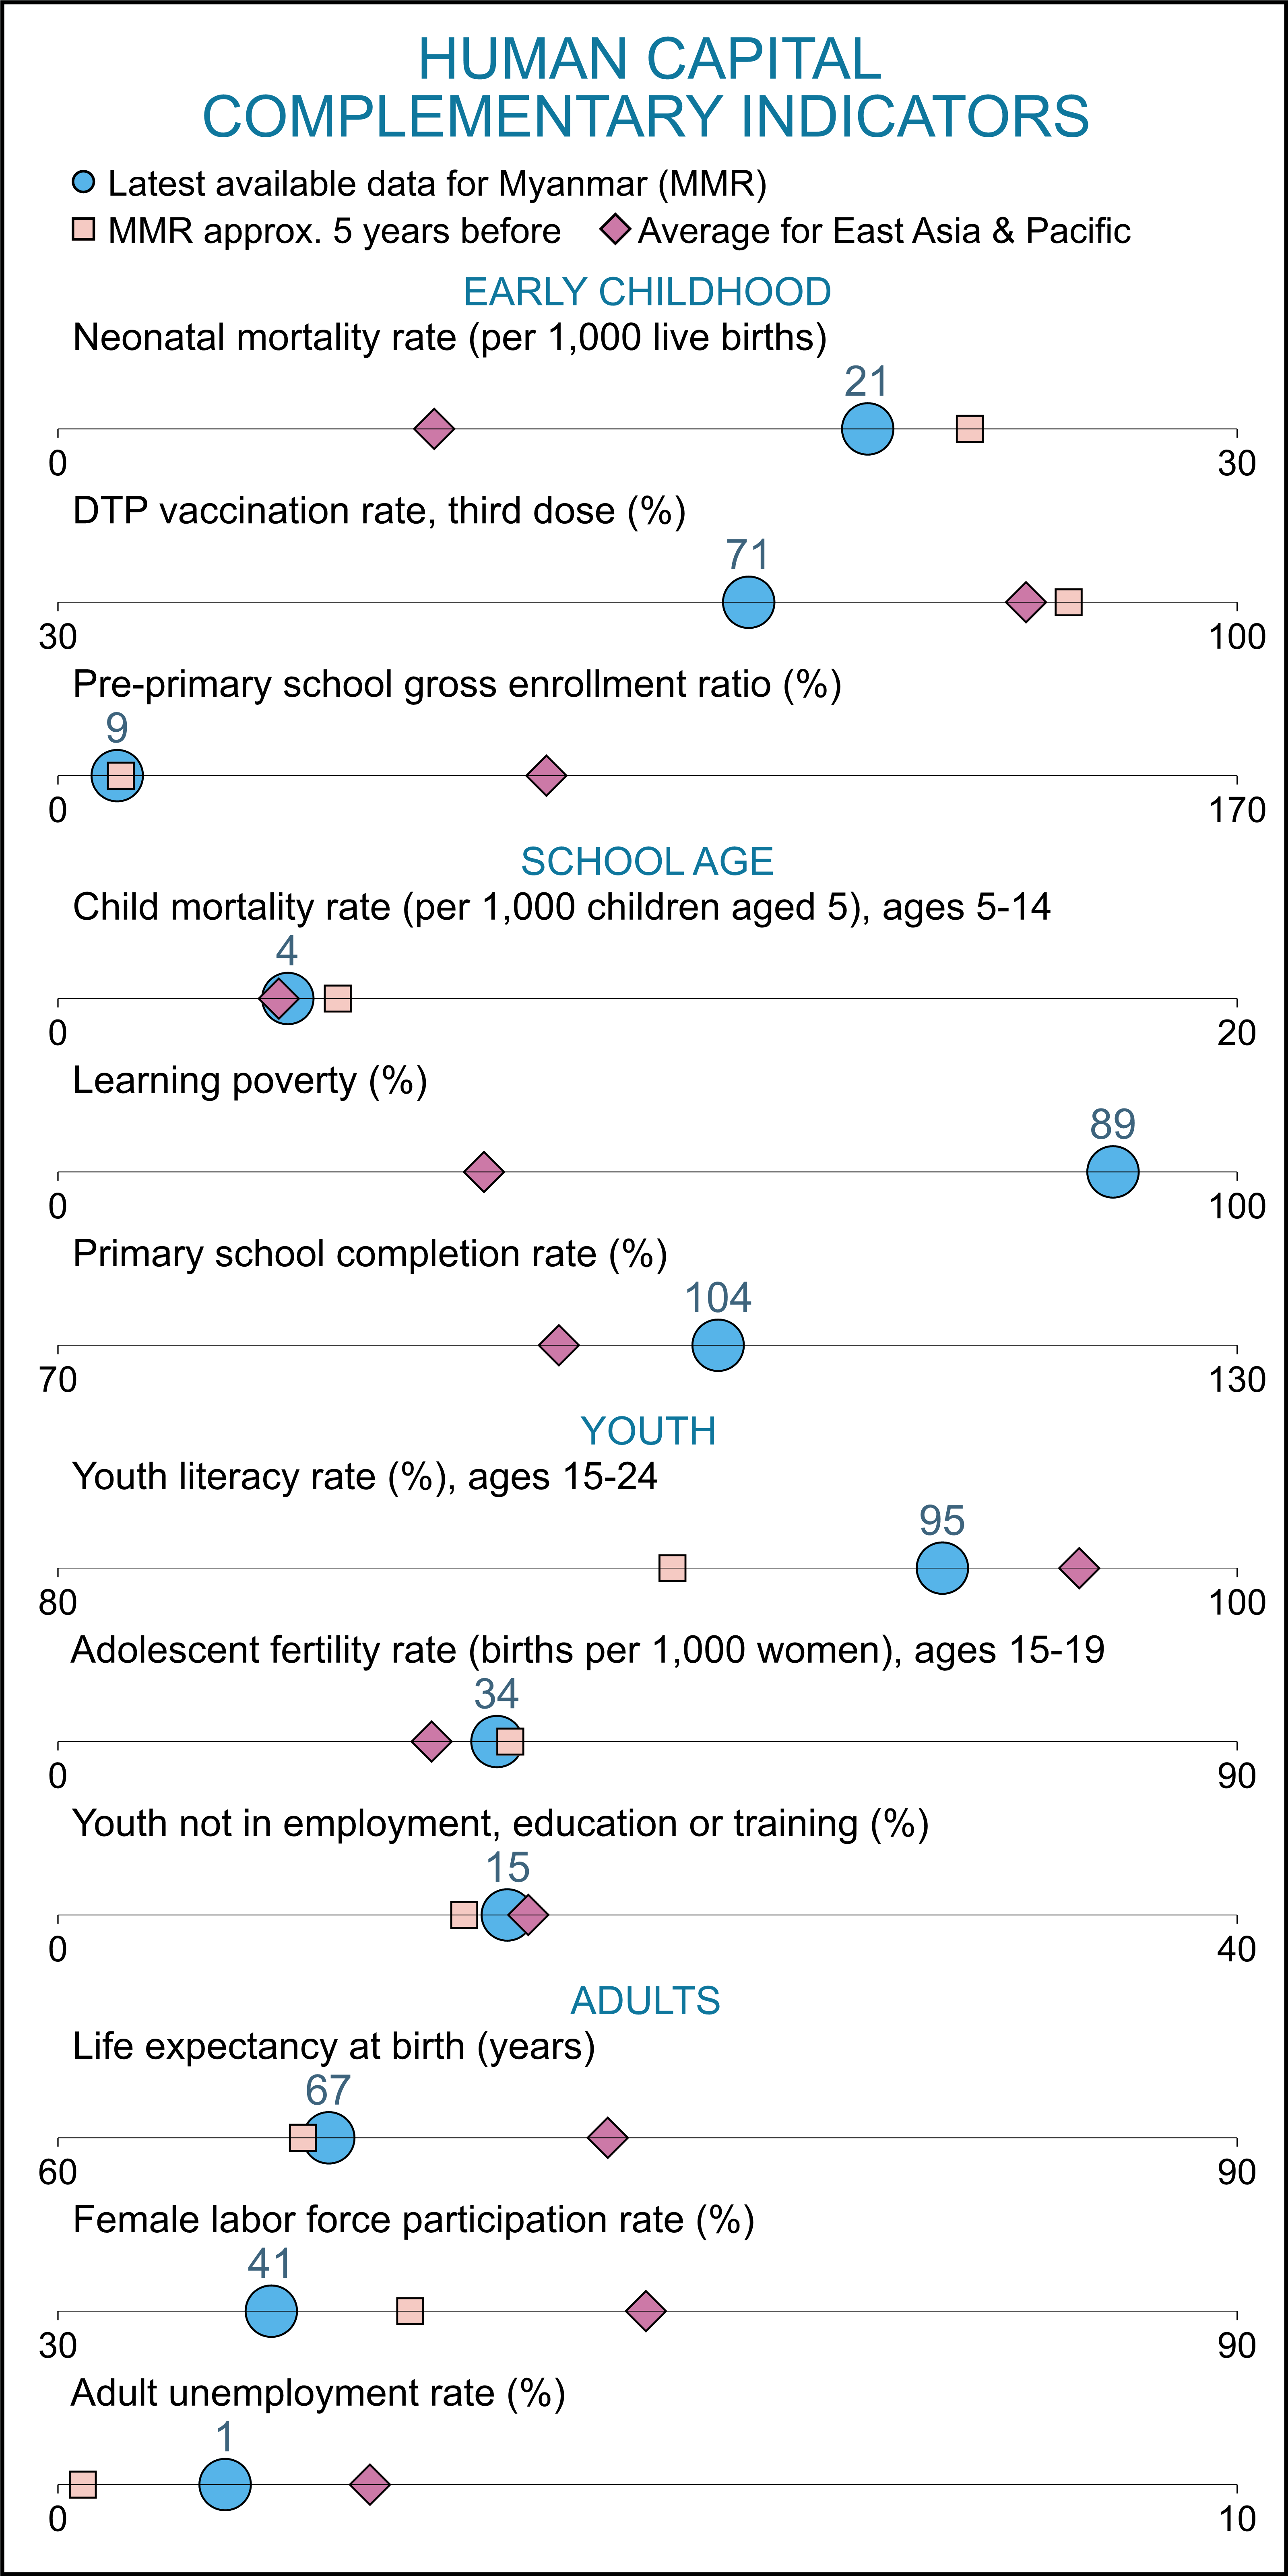 HUMAN CAPITAL
COMPLEMENTARY INDICATORS
Latest available data for Myanmar (MMR)
MMR approx. 5 years before Average for East Asia & Pacific
EARLY CHILDHOOD
Neonatal mortality rate (per 1,000 live births)
21
0 30
DTP vaccination rate, third dose (%)
71
30 100
Pre-primary school gross enrollment ratio (%)
9
0 170
SCHOOL AGE
Child mortality rate (per 1,000 children aged 5), ages 5-14
4
0 20
Learning poverty (%)
89
0 100
Primary school completion rate (%)
104
70 130
YOUTH
Youth literacy rate (%), ages 15-24
95
80 100
Adolescent fertility rate (births per 1,000 women), ages 15-19
34
0 90
Youth not in employment, education or training (%)
15
0 40
ADULTS
Life expectancy at birth (years)
67
60 90
Female labor force participation rate (%)
41
30 90
Adult unemployment rate (%)
1
0 10